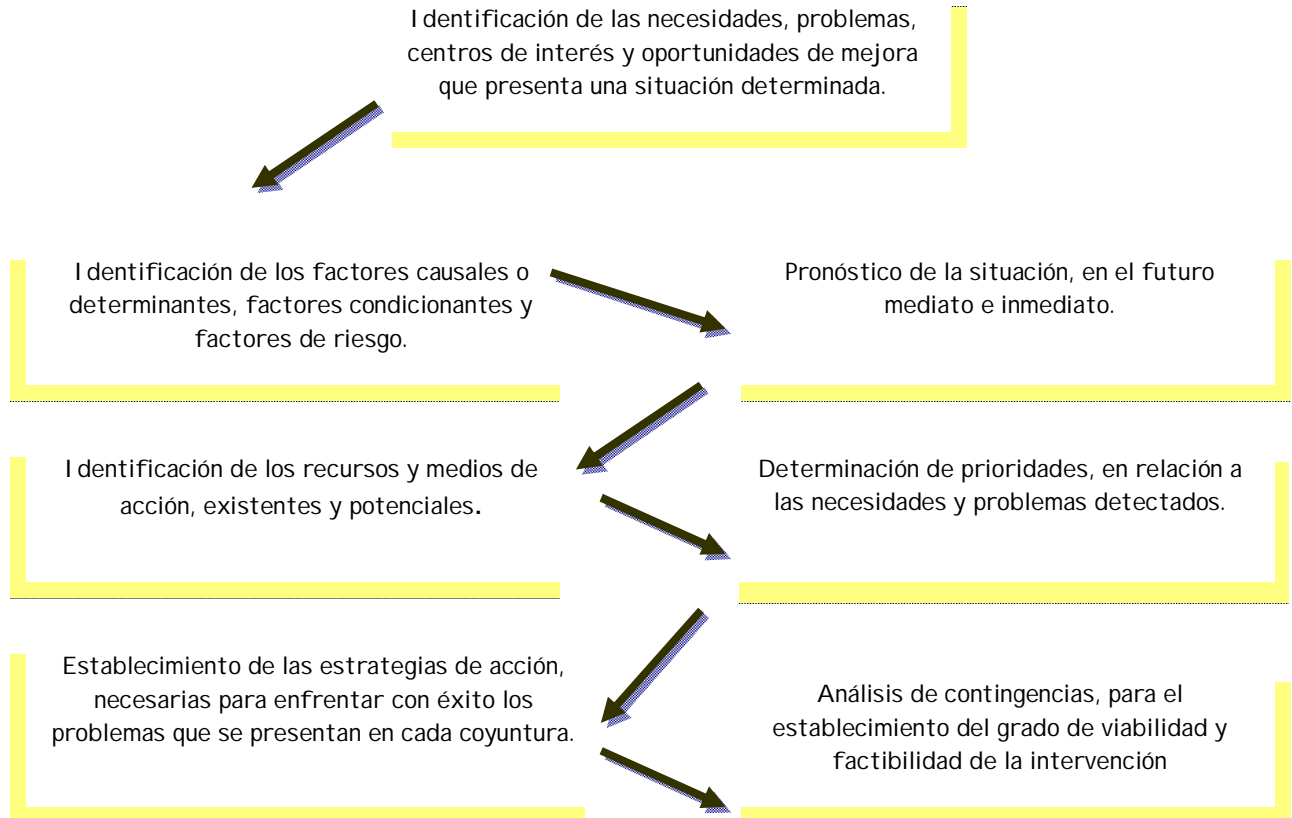 Identificación de las necesidades, problemas,
centros de interés y oportunidades de mejora
que presenta una situación determinada.
Identificación de los factores causales o
determinantes, factores condicionantes y
factores de riesgo.
Pronóstico de la situación, en el futuro
mediato e inmediato.
Identificación de los recursos y medios de
acción, existentes y potenciales.
Determinación de prioridades, en relación a
las necesidades y problemas detectados.
Establecimiento de las estrategias de acción,
necesarias para enfrentar con éxito los
problemas que se presentan en cada coyuntura.
Análisis de contingencias, para el
establecimiento del grado de viabilidad y
factibilidad de la intervención